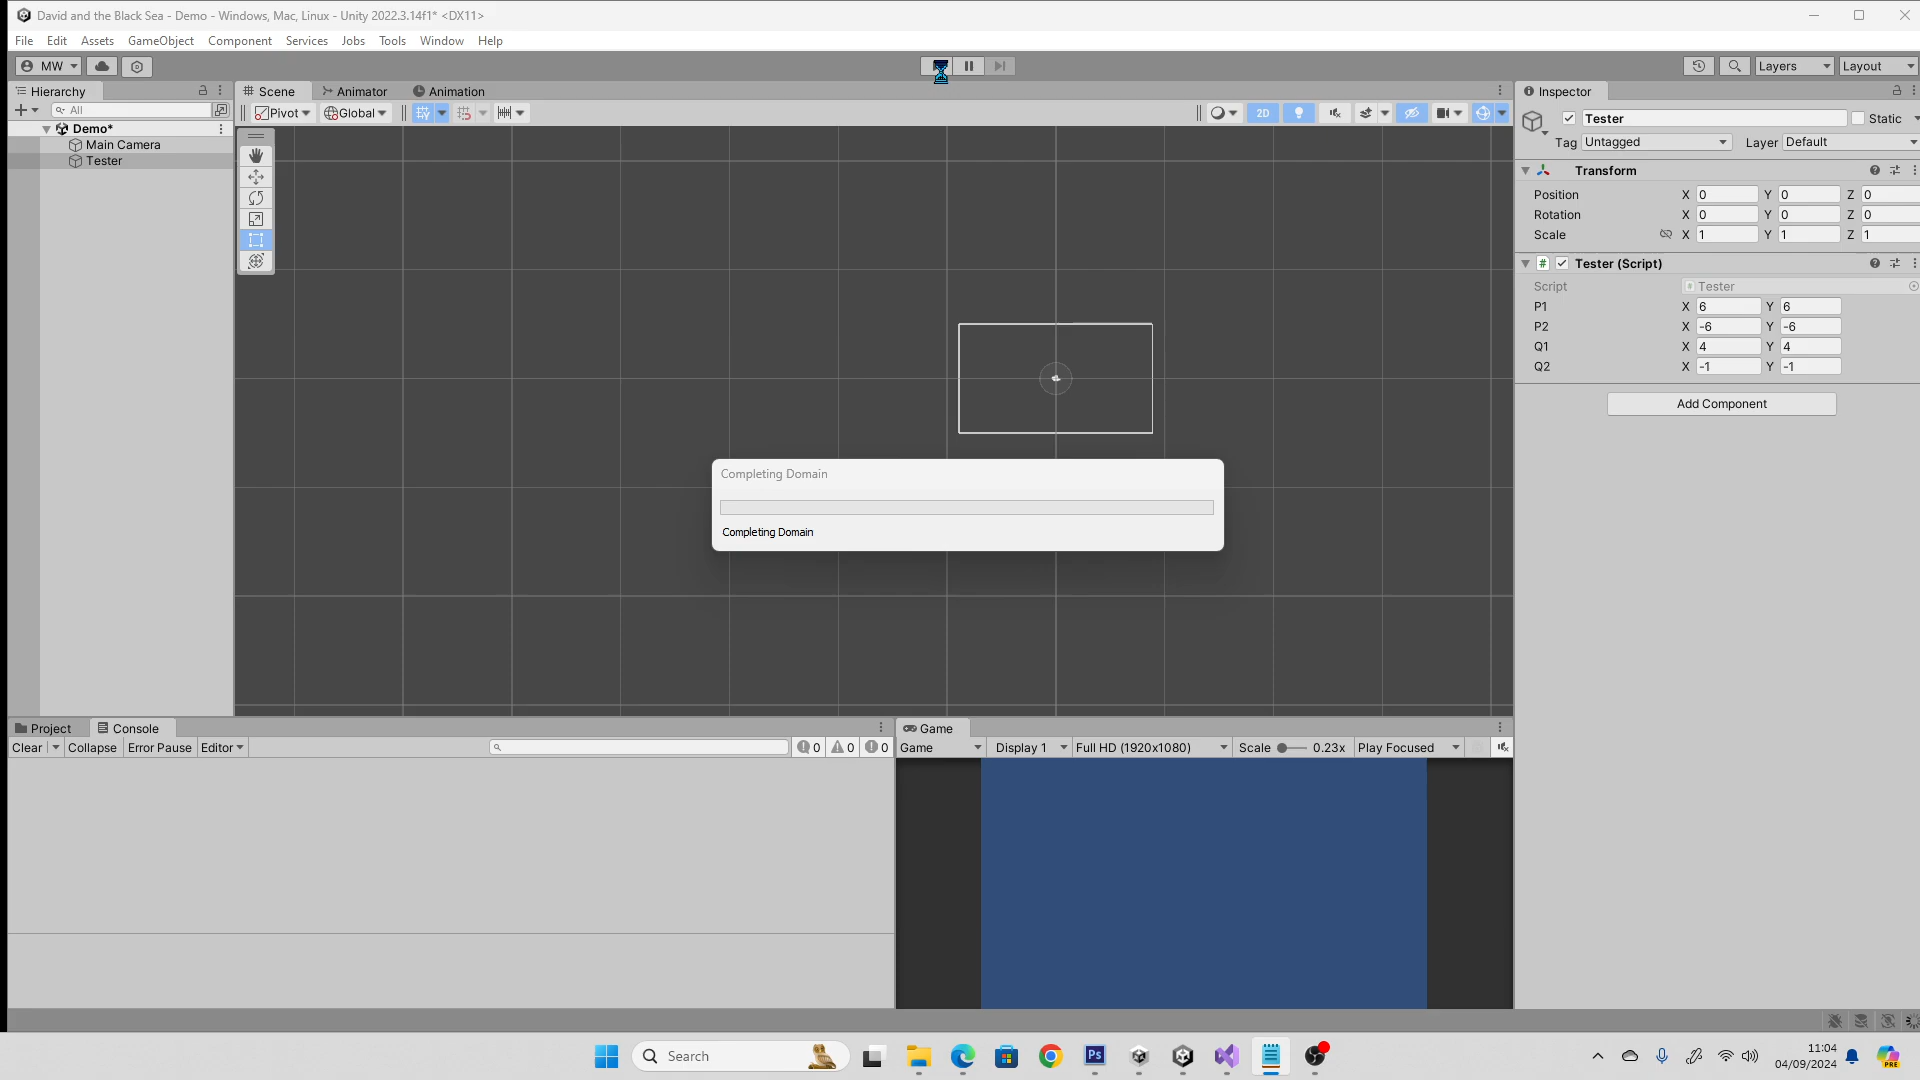 David and the Black Sea - Demo - Windows, Mac, Linux - Unity 2022.3.14f1* <DX11>
File Edit Assets GameObject Component Services Jobs Tools Window Help
MW Layers Layout
Hierarchy Scene Animator Animation Inspector
All Pivot Global 2D
Demo*
Main Camera
Tester
Tester Static
Tag Untagged Layer Default
Transform
Position X 0 Y 0 Z 0
Rotation X 0 Y 0 Z 0
Scale X 1 Y 1 Z 1
# Tester (Script)
Script # Tester
P1 X 6 Y 6
P2 X -6 Y -6
Q1 X 4 Y 4
Q2 X -1 Y -1
Add Component
Completing Domain
Completing Domain
Project Console Game
Clear Collapse Error Pause Editor 0 0 0
Game Display 1 Full HD (1920x1080) Scale 0.23x Play Focused
Search
Ps
11:04
04/09/2024
PRE